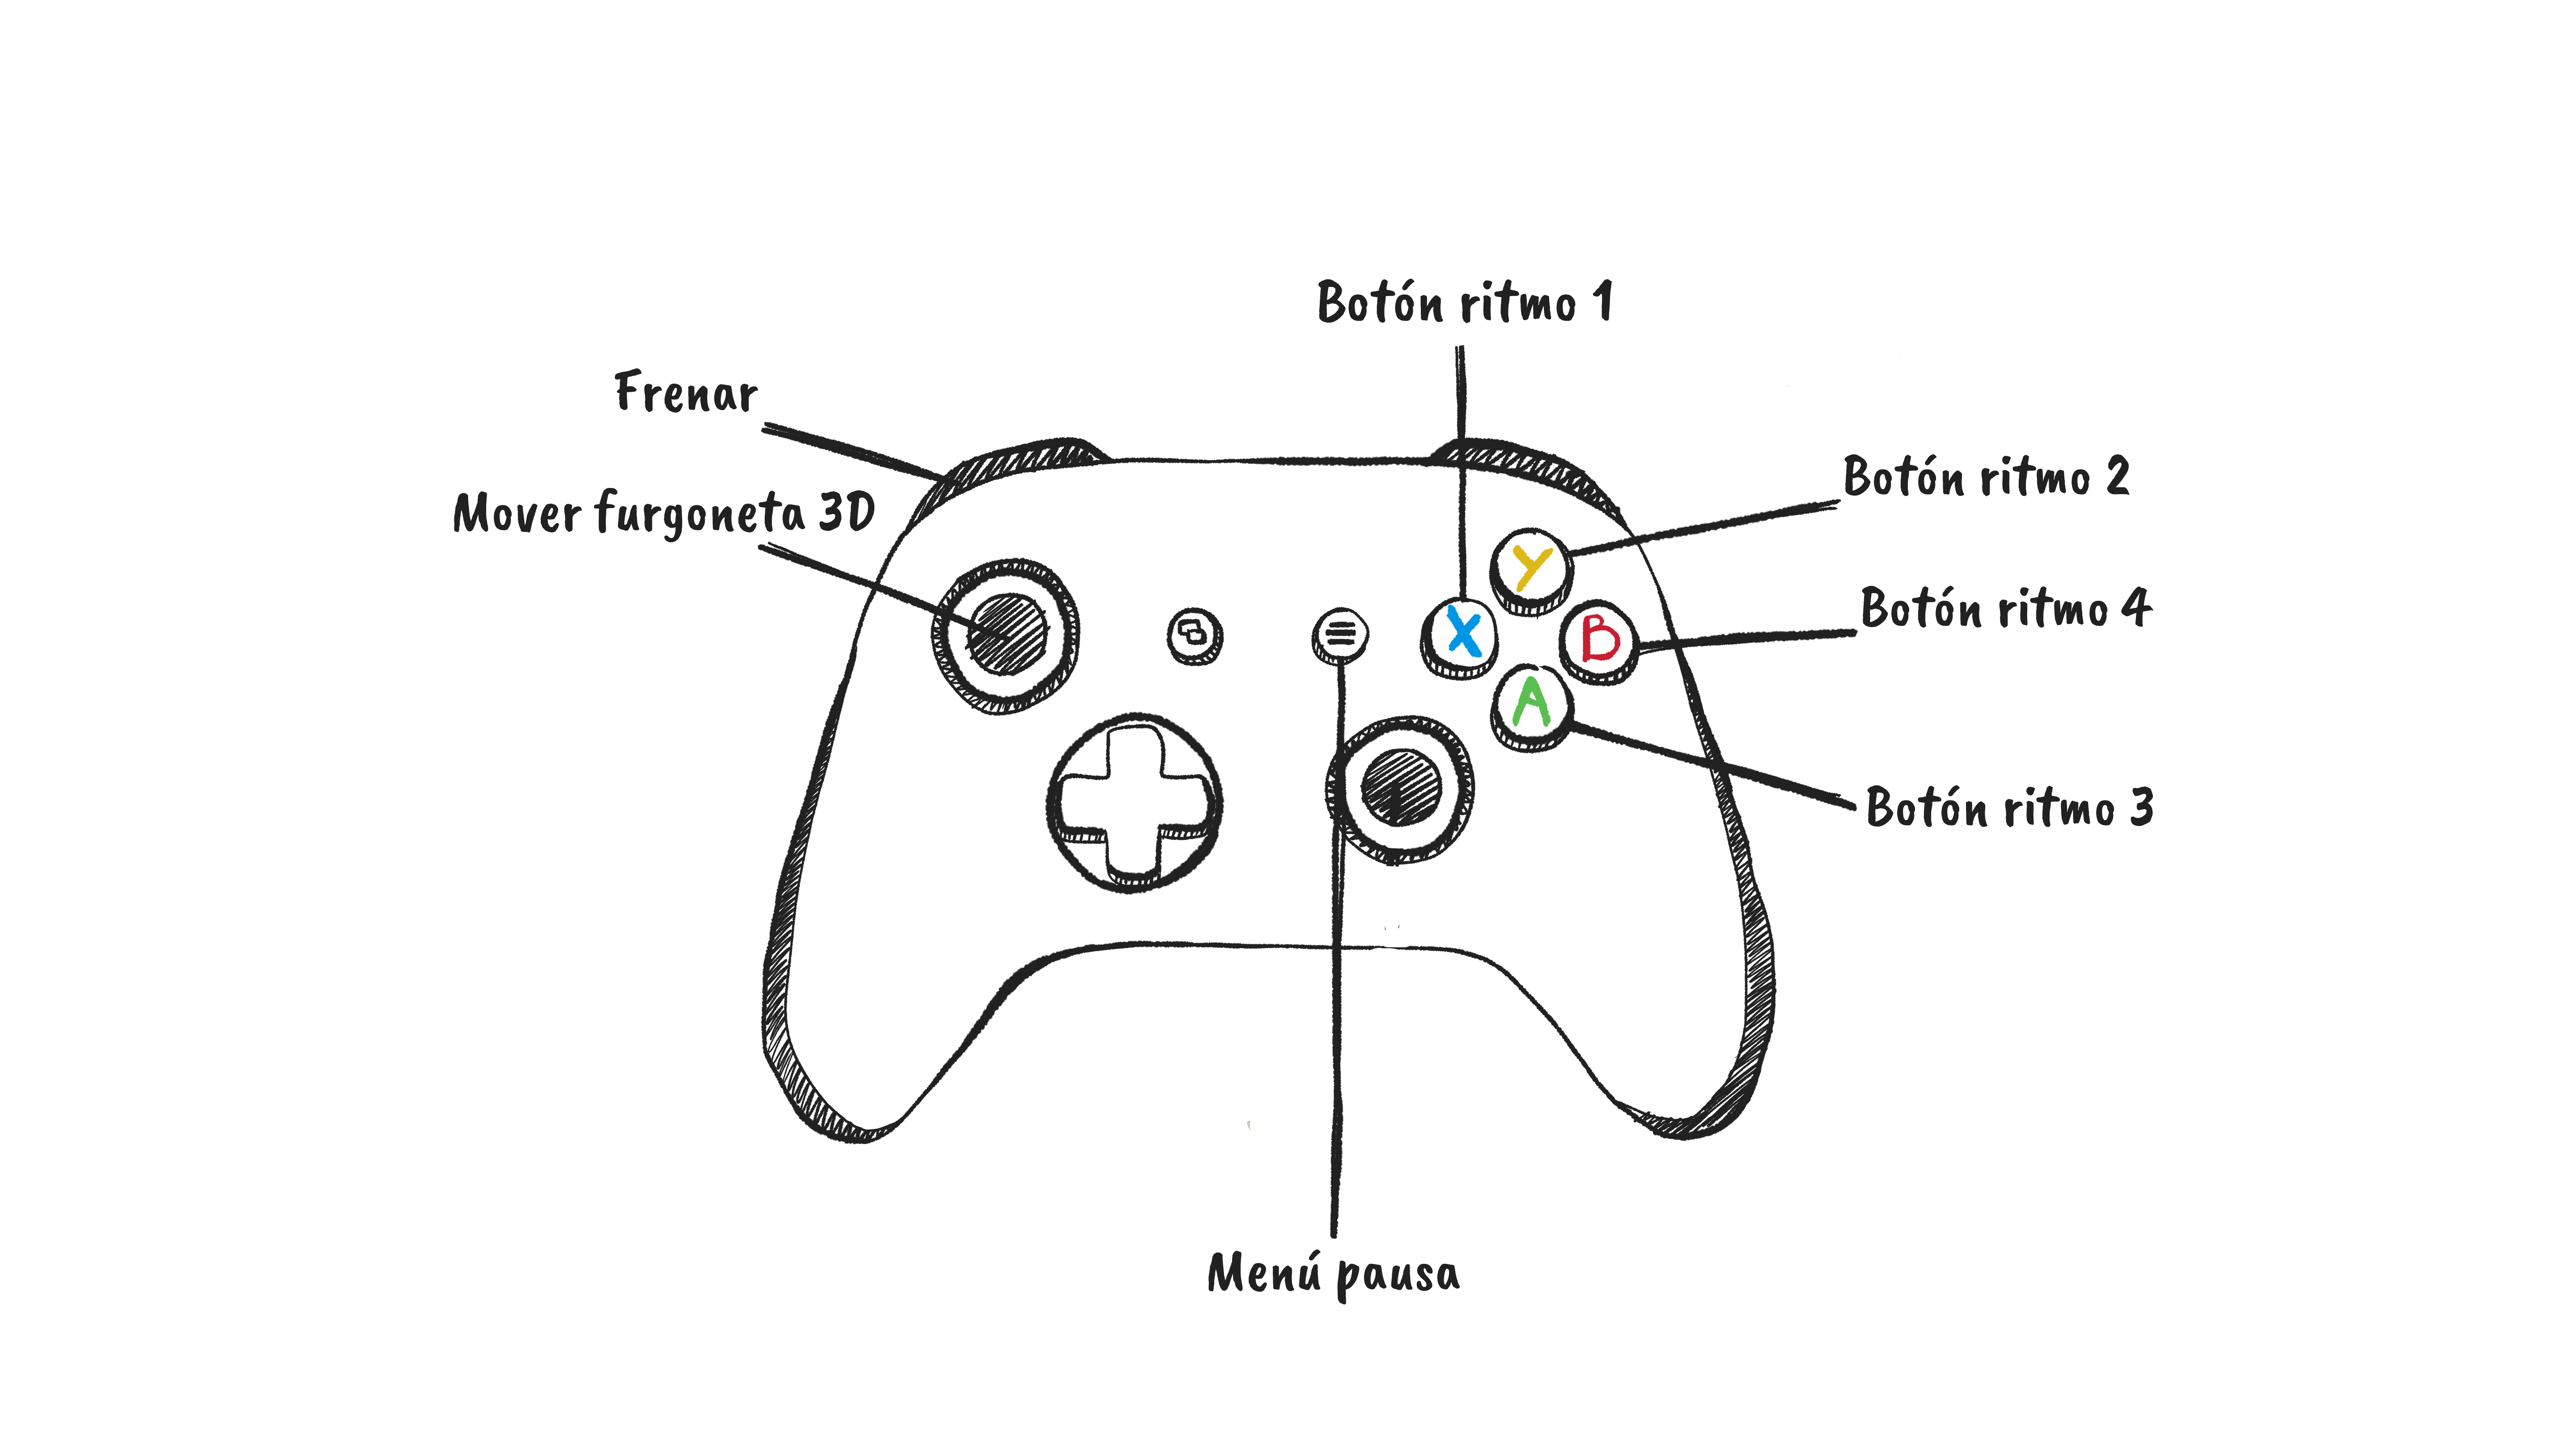 Botón ritmo 1
Frenar
Botón ritmo 2
Mover furgoneta 3D
Y
Botón ritmo 4
X
B
A
Botón ritmo 3
Menú pausa